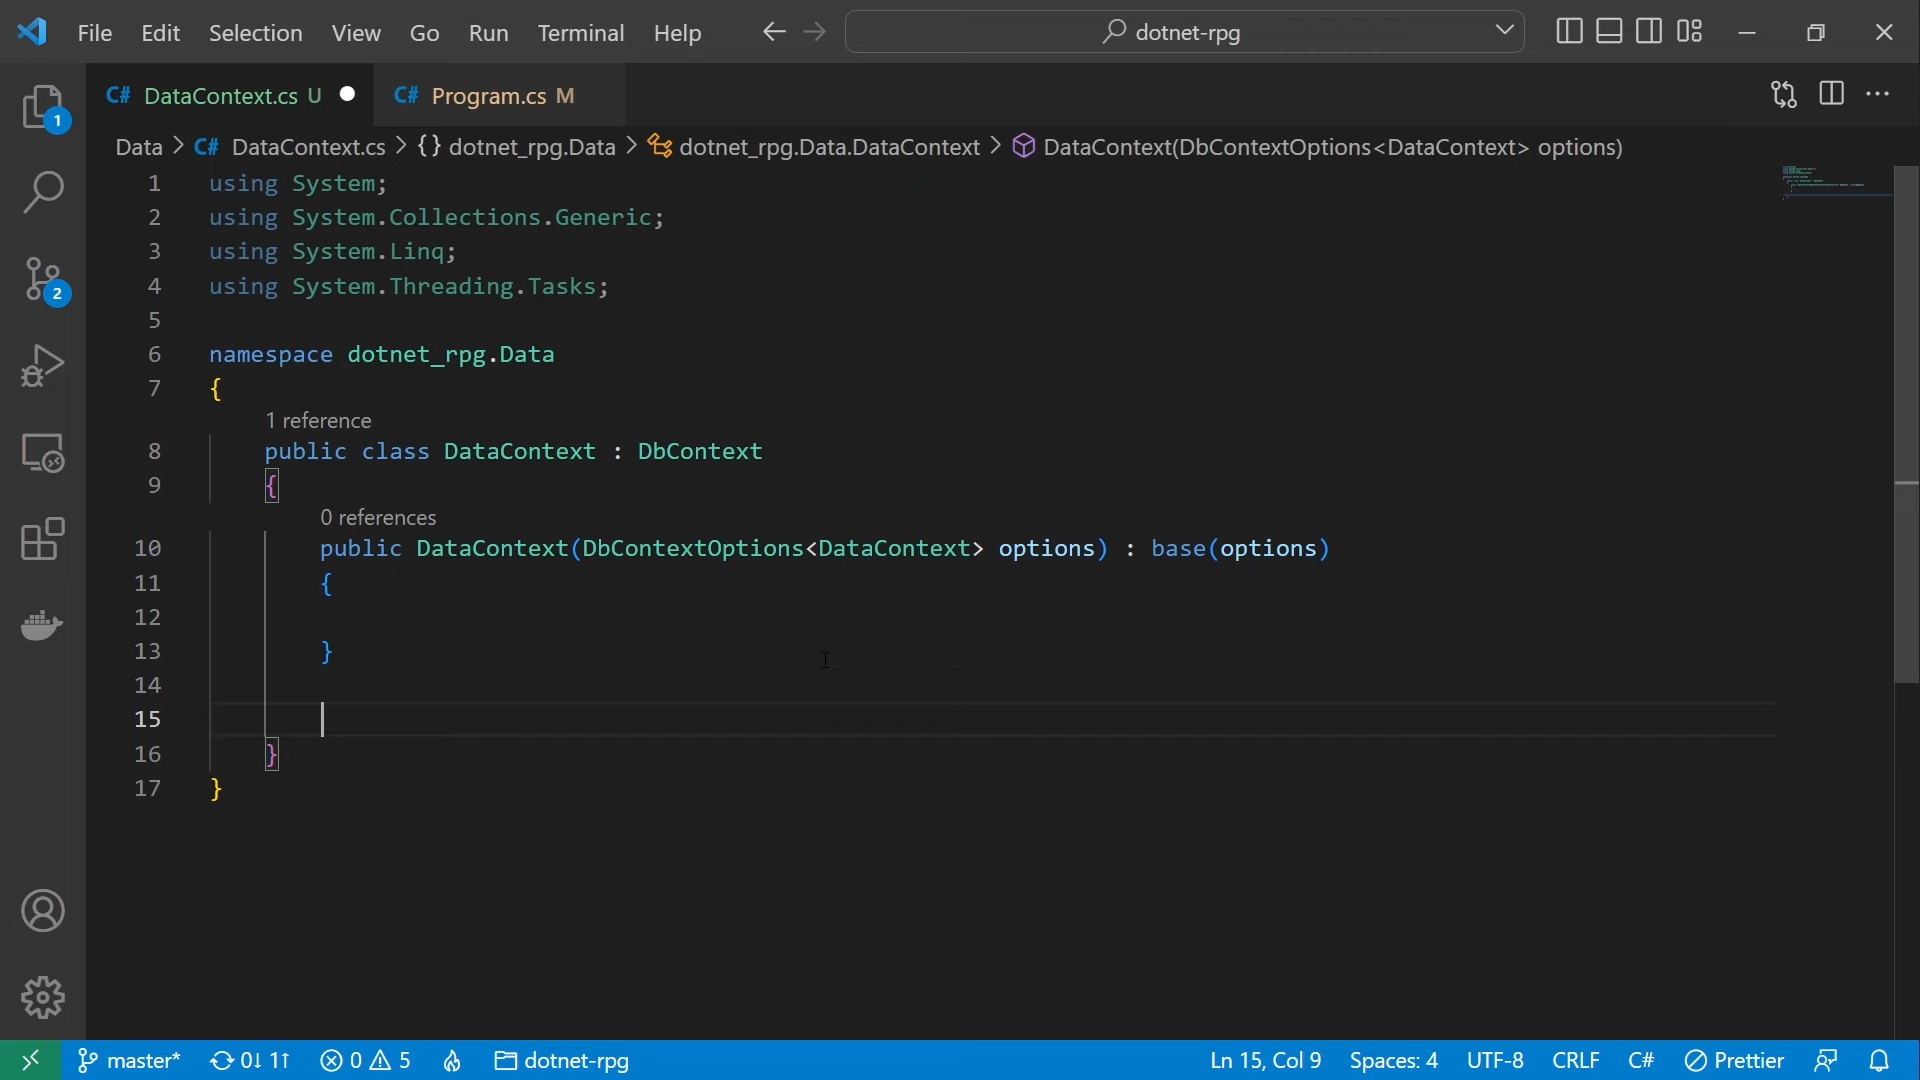 File Edit Selection View Go Run Terminal Help dotnet-rpg
C# DataContext.cs U C# Program.cs M
Data > C# DataContext.cs > {} dotnet_rpg.Data > dotnet_rpg.Data.DataContext > DataContext(DbContextOptions<DataContext> options)
1 using System;
2 using System.Collections.Generic;
3 using System.Linq;
4 using System.Threading.Tasks;
5
6 namespace dotnet_rpg.Data
7 {
1 reference
8 public class DataContext : DbContext
9 {
0 references
10 public DataContext(DbContextOptions<DataContext> options) : base(options)
11 {
12
13 }
14
15
16 }
17 }
1
2
master* 0↓ 1↑ 0 5 dotnet-rpg Ln 15, Col 9 Spaces: 4 UTF-8 CRLF C# Prettier